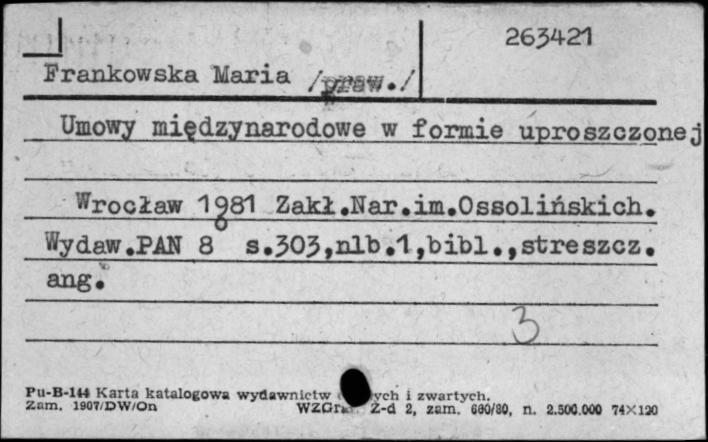 263421
Frankowska Maria /praw./
Umowy międzynarodowe w formie uproszczonej
Wrocław 1981 Zakł.Nar.im.Ossolińskich.
Wydaw.PAN 8° s.303,nlb.1,bibl.,streszcz.
ang.
3
Pu-B-144 Karta katalogowa wydawnictw ych i zwartych.
Zam. 1907/DW/On WZGr Z-d 2, zam. 680/80, n. 2.500.000 74×120